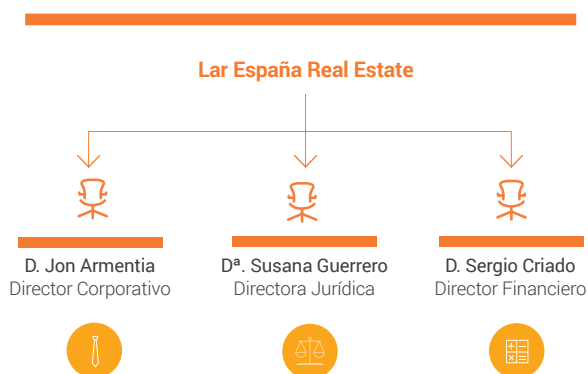 Lar España Real Estate
D. Jon Armentia
Director Corporativo
Dª. Susana Guerrero
Directora Jurídica
D. Sergio Criado
Director Financiero